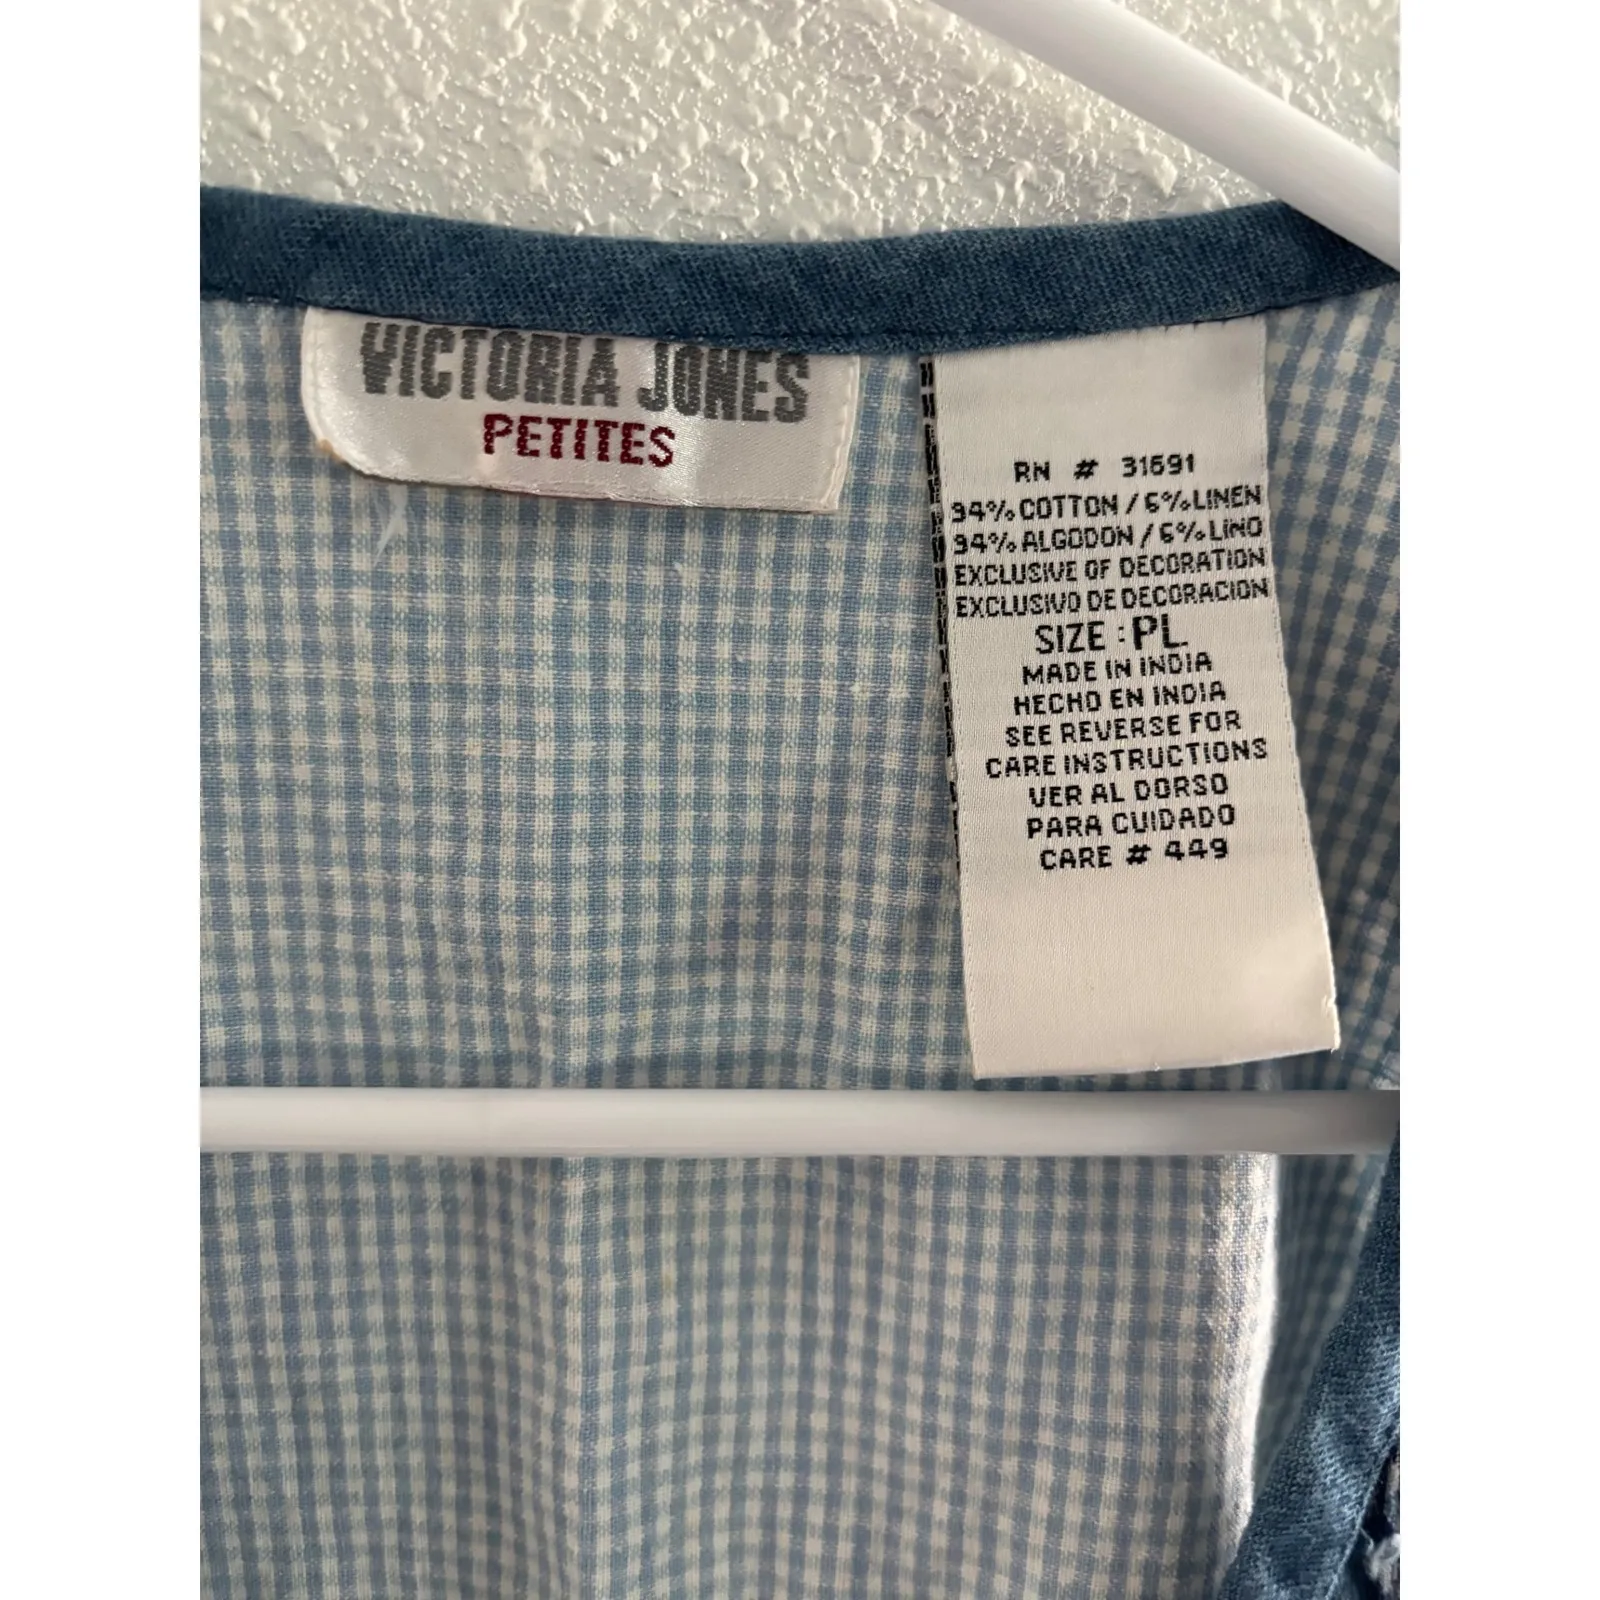 VICTORIA JONES
PETITES
RN # 31691
94% COTTON / 6% LINEN
94% ALGODON / 6% LINO
EXCLUSIVE OF DECORATION
EXCLUSIVO DE DECORACION
SIZE : PL
MADE IN INDIA
HECHO EN INDIA
SEE REVERSE FOR
CARE INSTRUCTIONS
VER AL DORSO
PARA CUIDADO
CARE # 449